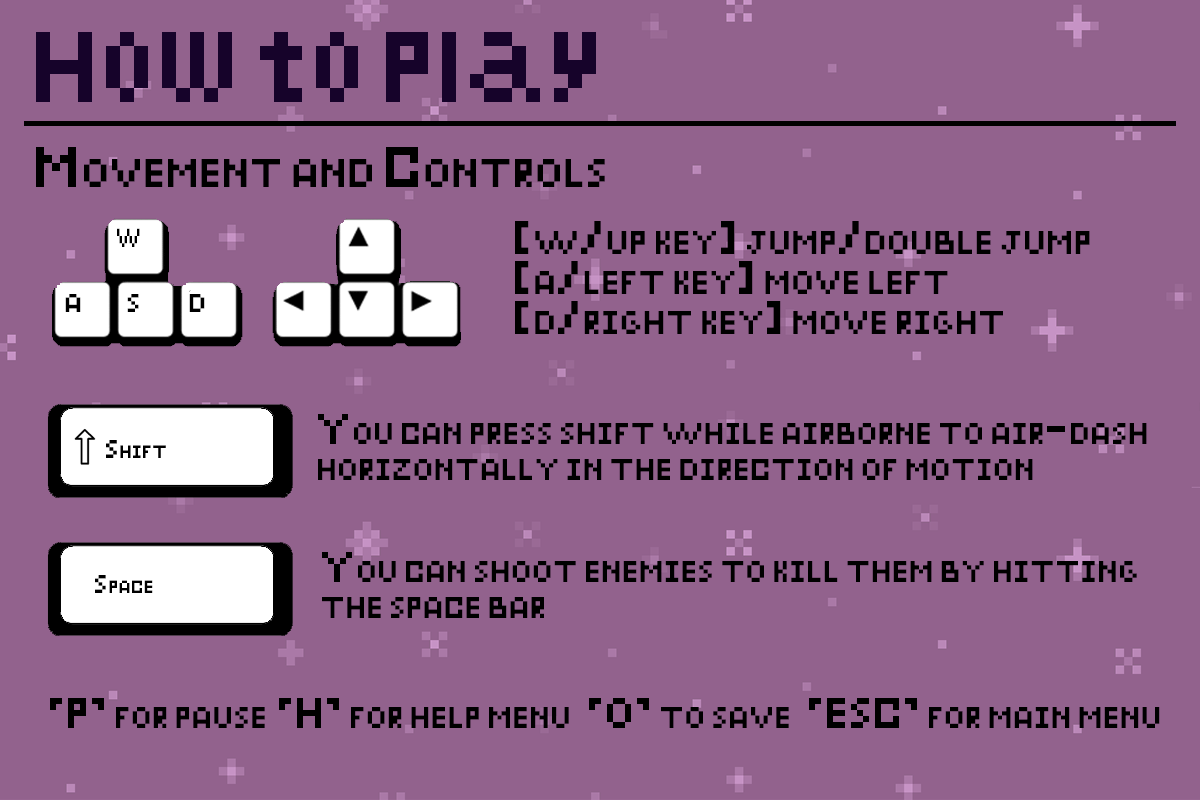 How to Play
Movement and Controls
W
A S D
[W/Up key] Jump/Double Jump
[A/Left key] Move Left
[D/Right key] Move Right
Shift
You can press shift while airborne to air-dash
horizontally in the direction of motion
Space
You can shoot enemies to kill them by hitting
the space bar
"P" for pause "H" for help menu "O" to save "ESC" for main menu